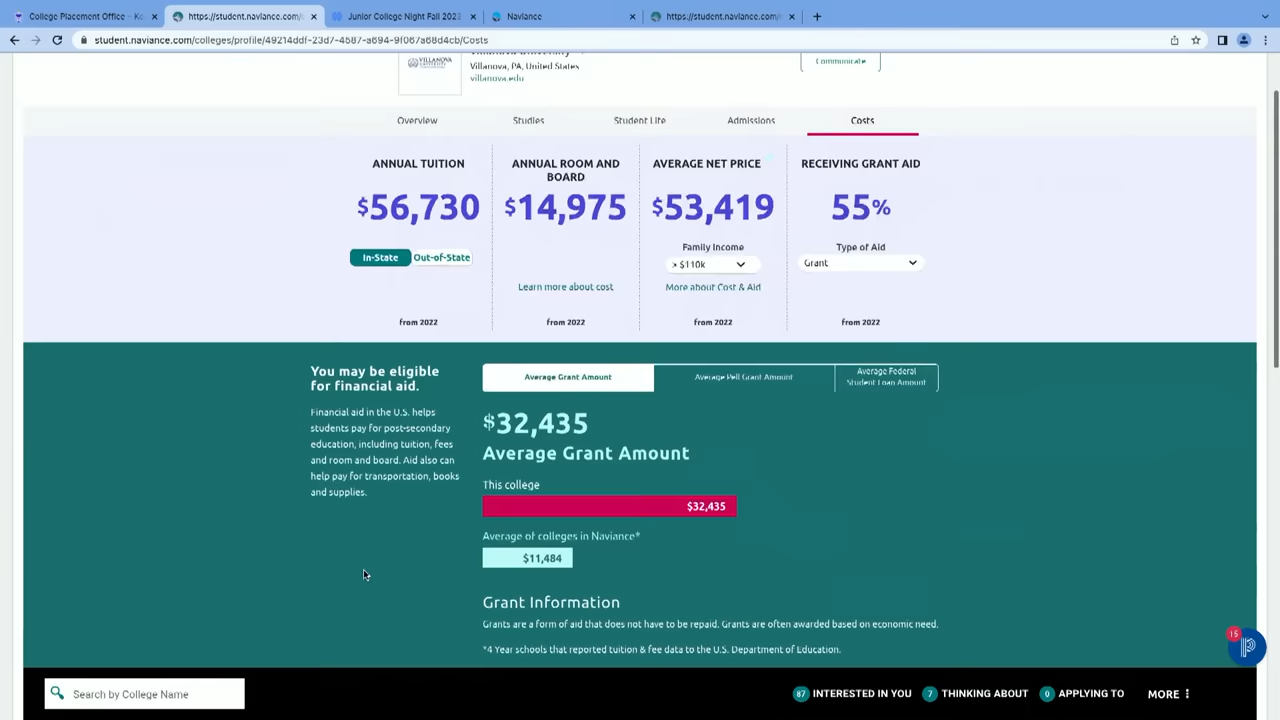 College Placement Office – Ke
https://student.naviance.com/c
Junior College Night Fall 2022
Naviance
https://student.naviance.com/
student.naviance.com/colleges/profile/49214ddf-23d7-4587-a694-9f067a68d4cb/Costs
VILLANOVA
Villanova, PA, United States
villanova.edu
Communicate
Overview Studies Student Life Admissions Costs
ANNUAL TUITION
$56,730
In-State Out-of-State
from 2022
ANNUAL ROOM AND
BOARD
$14,975
Learn more about cost
from 2022
AVERAGE NET PRICE
$53,419
Family Income
> $110k
More about Cost & Aid
from 2022
RECEIVING GRANT AID
55%
Type of Aid
Grant
from 2022
You may be eligible
for financial aid.
Financial aid in the U.S. helps
students pay for post-secondary
education, including tuition, fees
and room and board. Aid also can
help pay for transportation, books
and supplies.
Average Grant Amount
Average Pell Grant Amount
Average Federal
Student Loan Amount
$32,435
Average Grant Amount
This college
$32,435
Average of colleges in Naviance*
$11,484
Grant Information
Grants are a form of aid that does not have to be repaid. Grants are often awarded based on economic need.
*4 Year schools that reported tuition & fee data to the U.S. Department of Education.
15
Search by College Name
87 INTERESTED IN YOU
7 THINKING ABOUT
0 APPLYING TO
MORE